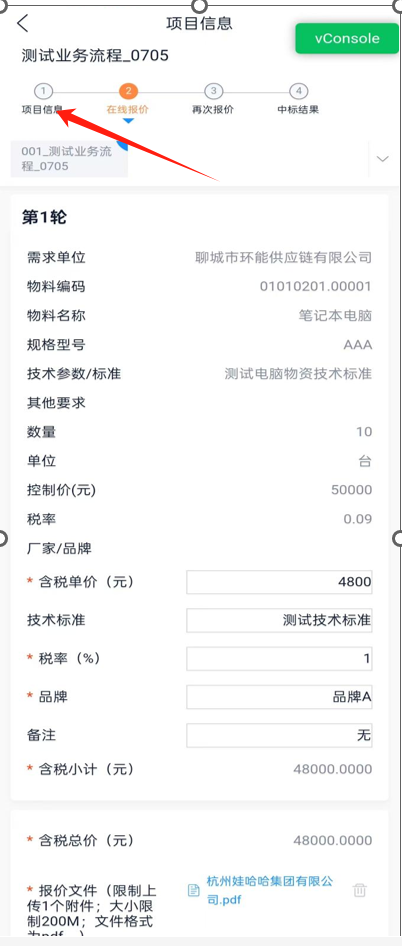 项目信息
vConsole
测试业务流程_0705
1
2
3
4
项目信息
在线报价
再次报价
中标结果
001_测试业务流
程_0705
第1轮
需求单位 聊城市环能供应链有限公司
物料编码 01010201.00001
物料名称 笔记本电脑
规格型号 AAA
技术参数/标准 测试电脑物资技术标准
其他要求
数量 10
单位 台
控制价(元) 50000
税率 0.09
厂家/品牌
* 含税单价（元） 4800
技术标准 测试技术标准
* 税率（%） 1
* 品牌 品牌A
备注 无
* 含税小计（元） 48000.0000
* 含税总价（元） 48000.0000
* 报价文件（限制上
传1个附件；大小限
制200M；文件格式
为pdf
杭州娃哈哈集团有限公
司.pdf